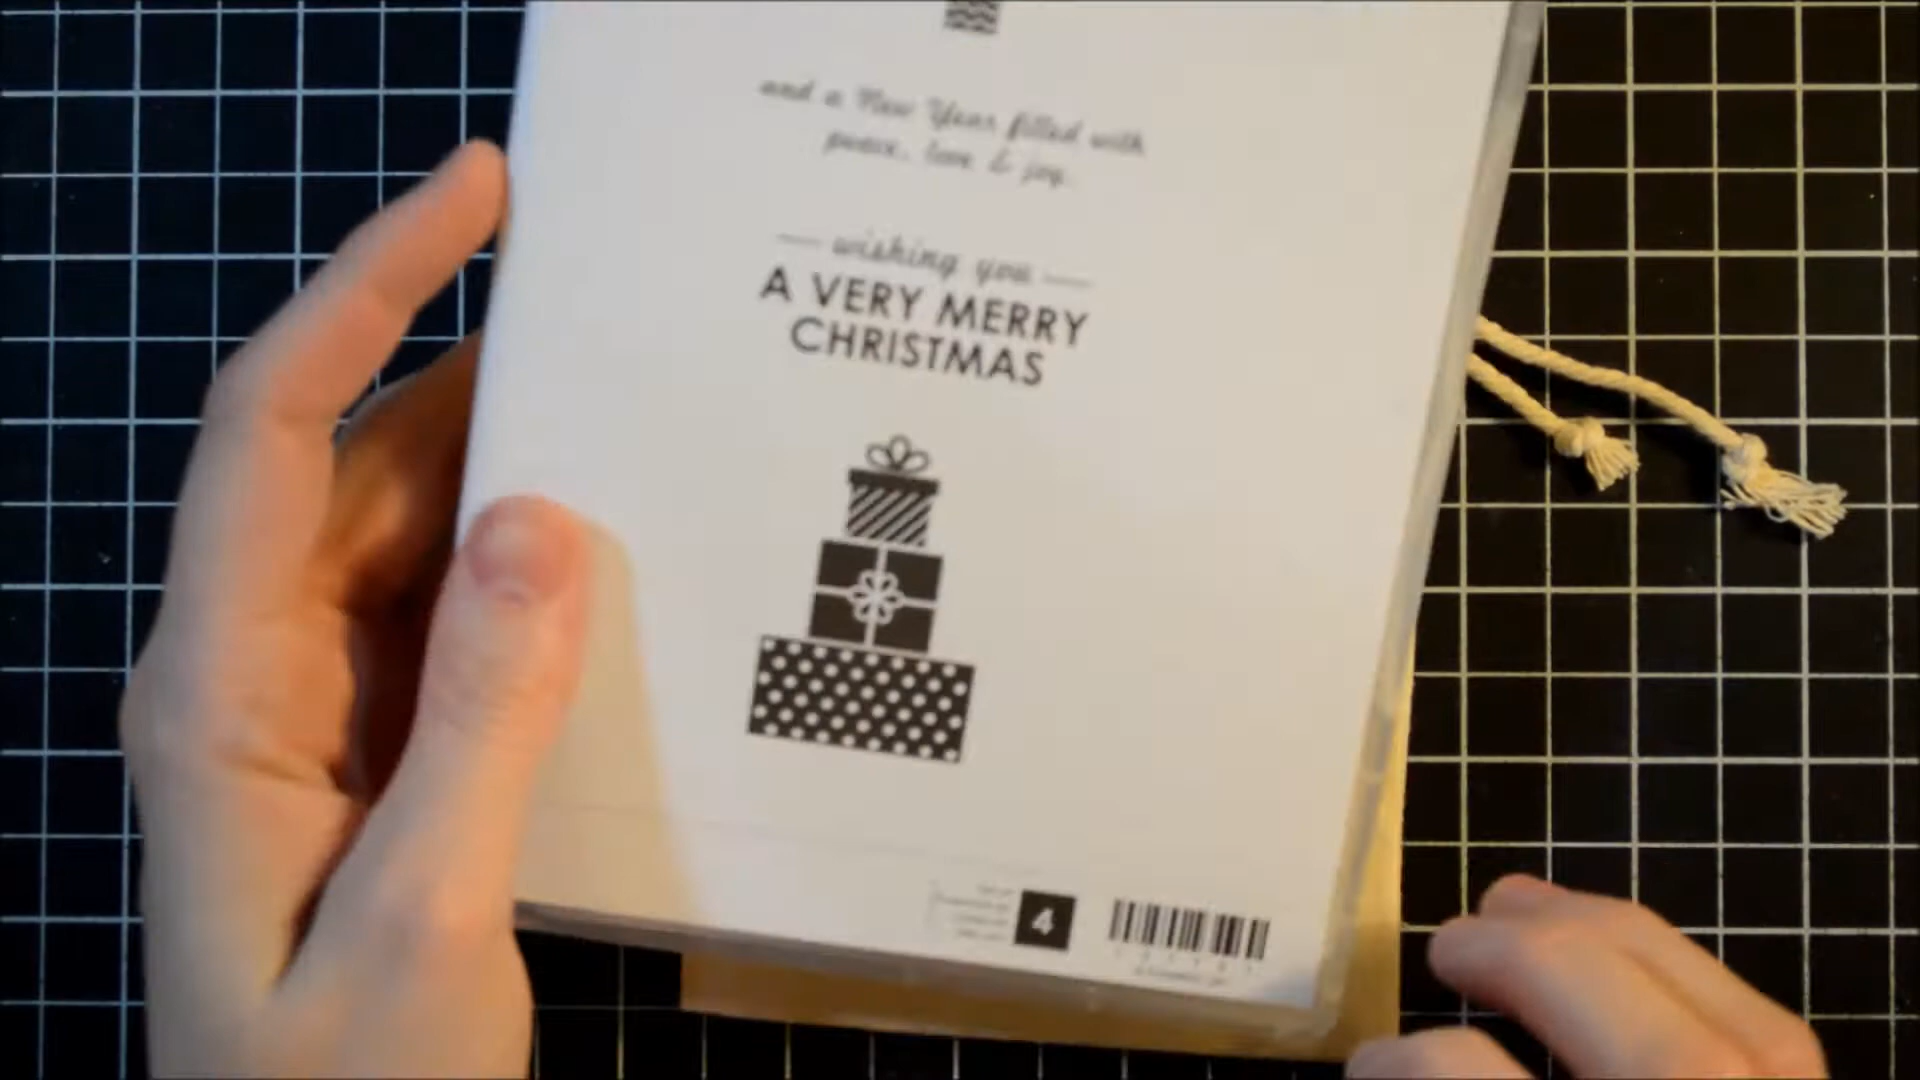 and a New Year filled with
peace, love & joy.
wishing you
A VERY MERRY
CHRISTMAS
4